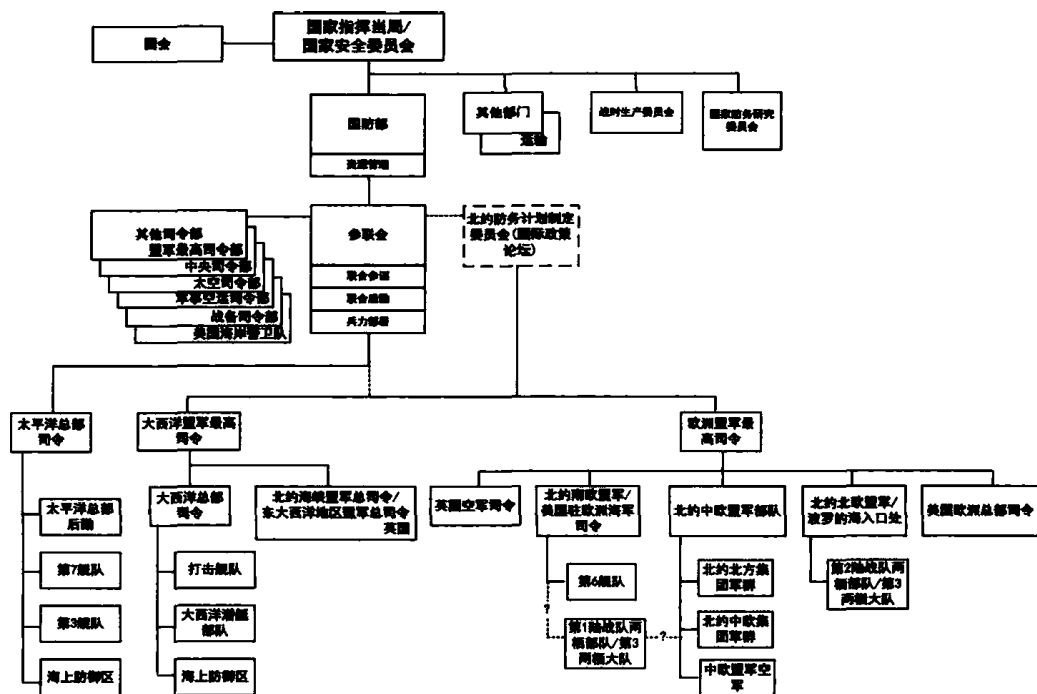 国会
国家指挥当局/
国家安全委员会
国防部
资源管理
其他部门
运输
战时生产委员会
国家防务研究
委员会
其他司令部
盟军最高司令部
中央司令部
太空司令部
军事空运司令部
战备司令部
美国海岸警卫队
参联会
联合参谋
联合后勤
兵力部署
北约防务计划制定
委员会(国际政策
论坛)
太平洋总部
司令
大西洋盟军最高
司令
欧洲盟军最
高司令
太平洋总部
后勤
第7舰队
第3舰队
海上防御区
大西洋总部
司令
打击舰队
大西洋潜艇
部队
海上防御区
北约海峡盟军总司令/
东大西洋地区盟军总司令
英国
英国空军司令
北约南欧盟军/
美国驻欧洲海军
司令
第6舰队
?
第1陆战队两
栖部队/第3
两栖大队
?
北约中欧盟军部队
北约北方集
团军群
北约中欧集
团军群
中欧盟军空
军
北约北欧盟军/
波罗的海入口处
第2陆战队两
栖部队/第3
两栖大队
美国欧洲总部司令